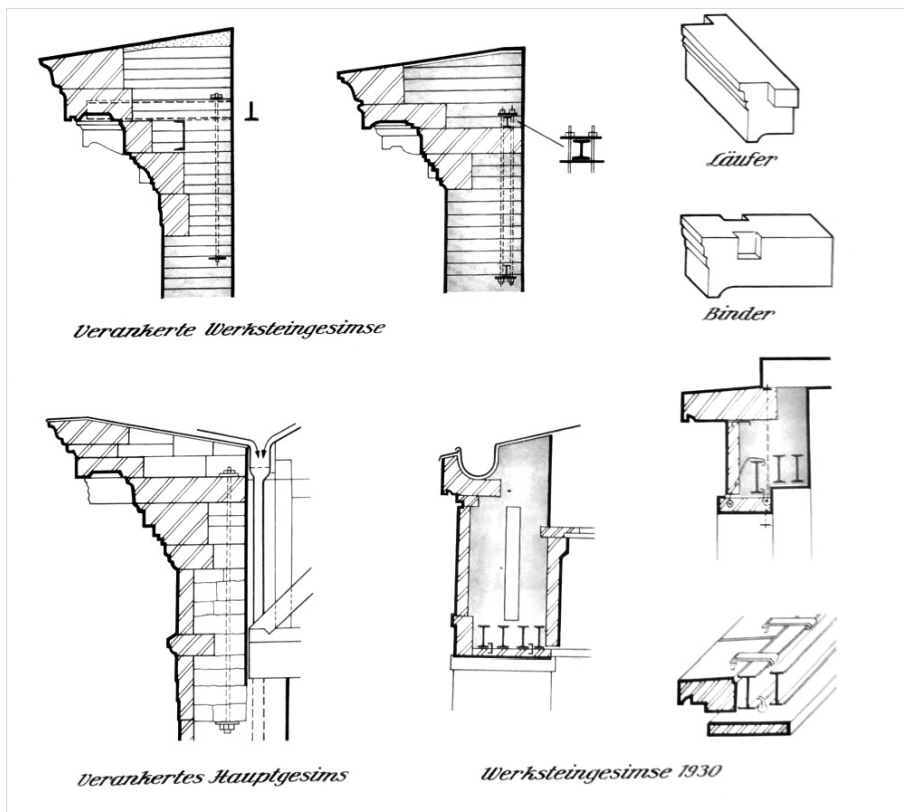 Läufer
Binder
Verankerte Werksteingesimse
Verankertes Hauptgesims
Werksteingesimse 1930